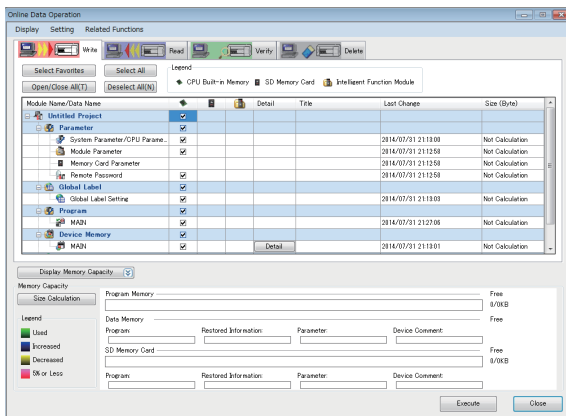 Online Data Operation
Display Setting Related Functions
Write Read Verify Delete
Select Favorites Select All Legend
Open/Close All(T) Deselect All(N) CPU Built-in Memory SD Memory Card Intelligent Function Module
Module Name/Data Name Detail Title Last Change Size (Byte)
Untitled Project
Parameter
System Parameter/CPU Parame... 2014/07/31 21:13:00 Not Calculation
Module Parameter 2014/07/31 21:12:58 Not Calculation
Memory Card Parameter 2014/07/31 21:12:58 Not Calculation
Remote Password 2014/07/31 21:12:58 Not Calculation
Global Label
Global Label Setting 2014/07/31 21:13:03 Not Calculation
Program
MAIN 2014/07/31 21:27:06 Not Calculation
Device Memory
MAIN Detail 2014/07/31 21:13:01 Not Calculation
Display Memory Capacity
Memory Capacity
Size Calculation
Program Memory Free
0/0KB
Legend
Used
Increased
Decreased
5% or Less
Data Memory Free
Program: Restored Information: Parameter: Device Comment:
SD Memory Card Free
0/0KB
Program: Restored Information: Parameter: Device Comment:
Execute Close